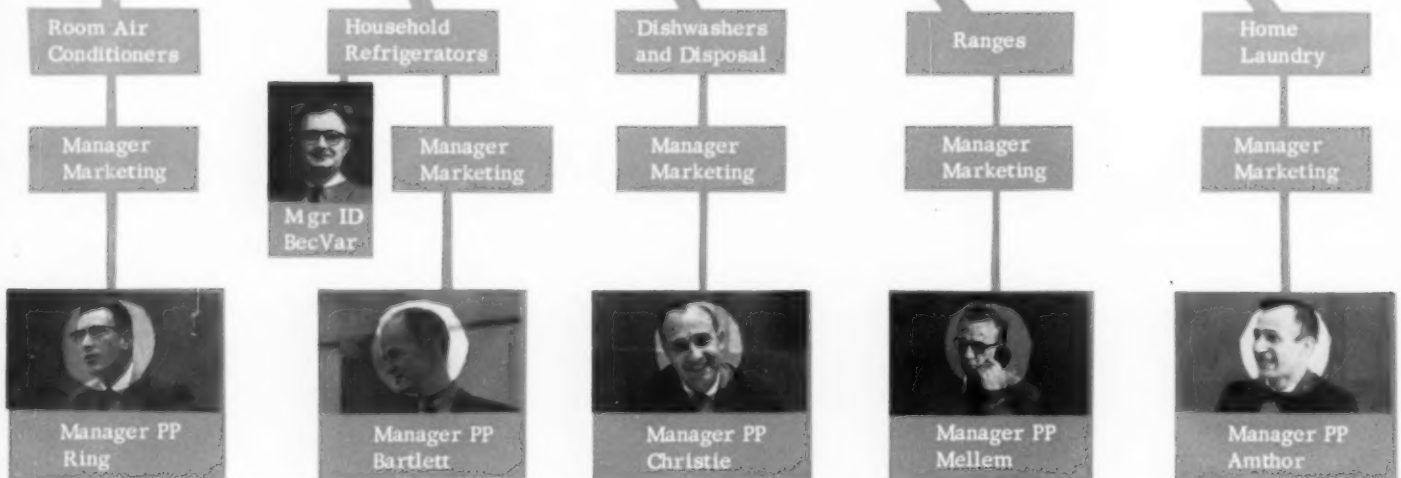 Room Air
Conditioners
Household
Refrigerators
Dishwashers
and Disposal
Ranges
Home
Laundry
Manager
Marketing
Mgr ID
BecVar
Manager
Marketing
Manager
Marketing
Manager
Marketing
Manager
Marketing
Manager PP
Ring
Manager PP
Bartlett
Manager PP
Christie
Manager PP
Mellem
Manager PP
Amthor